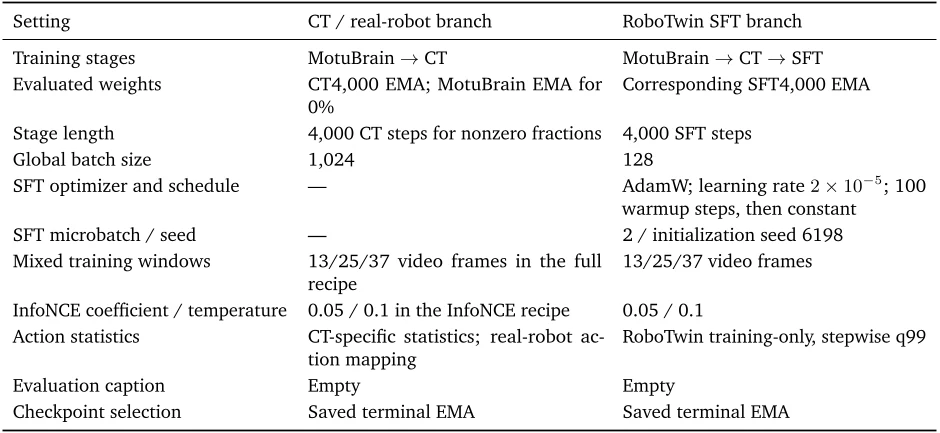 Setting CT / real-robot branch RoboTwin SFT branch
Training stages MotuBrain → CT MotuBrain → CT → SFT
Evaluated weights CT4,000 EMA; MotuBrain EMA for Corresponding SFT4,000 EMA
0%
Stage length 4,000 CT steps for nonzero fractions 4,000 SFT steps
Global batch size 1,024 128
SFT optimizer and schedule — AdamW; learning rate 2 × 10⁻⁵; 100
warmup steps, then constant
SFT microbatch / seed — 2 / initialization seed 6198
Mixed training windows 13/25/37 video frames in the full 13/25/37 video frames
recipe
InfoNCE coefficient / temperature 0.05 / 0.1 in the InfoNCE recipe 0.05 / 0.1
Action statistics CT-specific statistics; real-robot ac- RoboTwin training-only, stepwise q99
tion mapping
Evaluation caption Empty Empty
Checkpoint selection Saved terminal EMA Saved terminal EMA